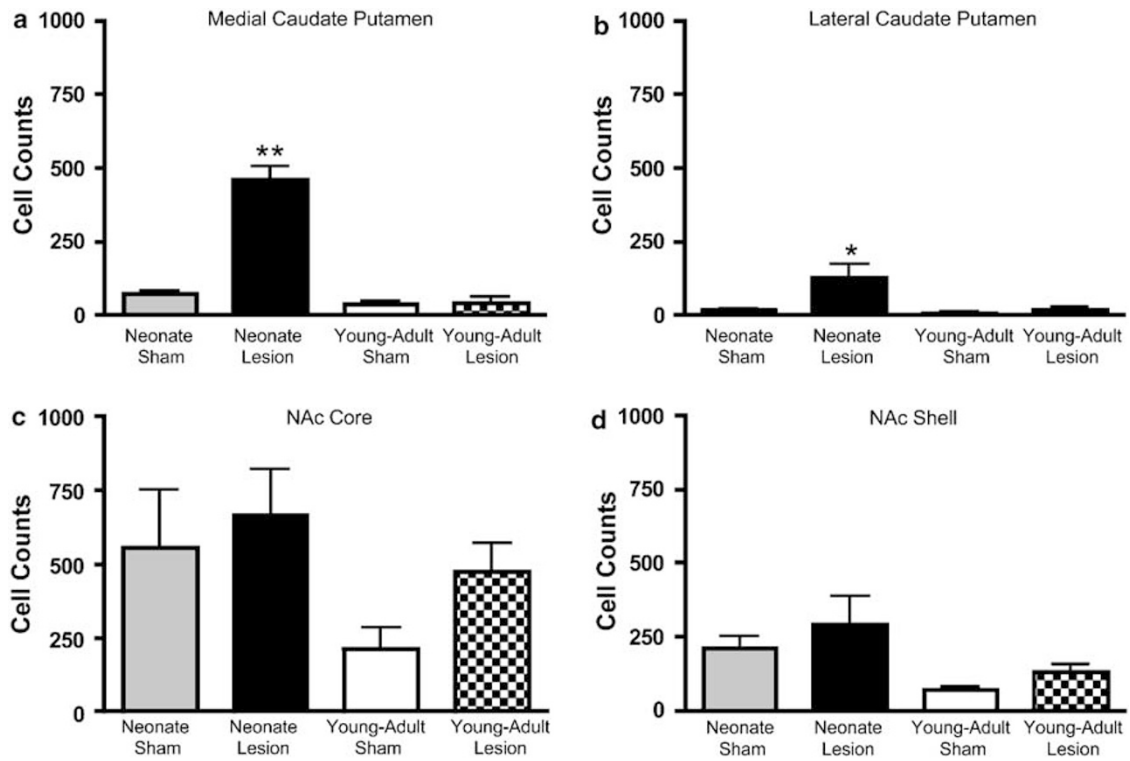 a
Medial Caudate Putamen
1000
750
500
250
0
Cell Counts
**
Neonate Sham
Neonate Lesion
Young-Adult Sham
Young-Adult Lesion
b
Lateral Caudate Putamen
1000
750
500
250
0
Cell Counts
*
Neonate Sham
Neonate Lesion
Young-Adult Sham
Young-Adult Lesion
c
NAc Core
1000
750
500
250
0
Cell Counts
Neonate Sham
Neonate Lesion
Young-Adult Sham
Young-Adult Lesion
d
NAc Shell
1000
750
500
250
0
Cell Counts
Neonate Sham
Neonate Lesion
Young-Adult Sham
Young-Adult Lesion